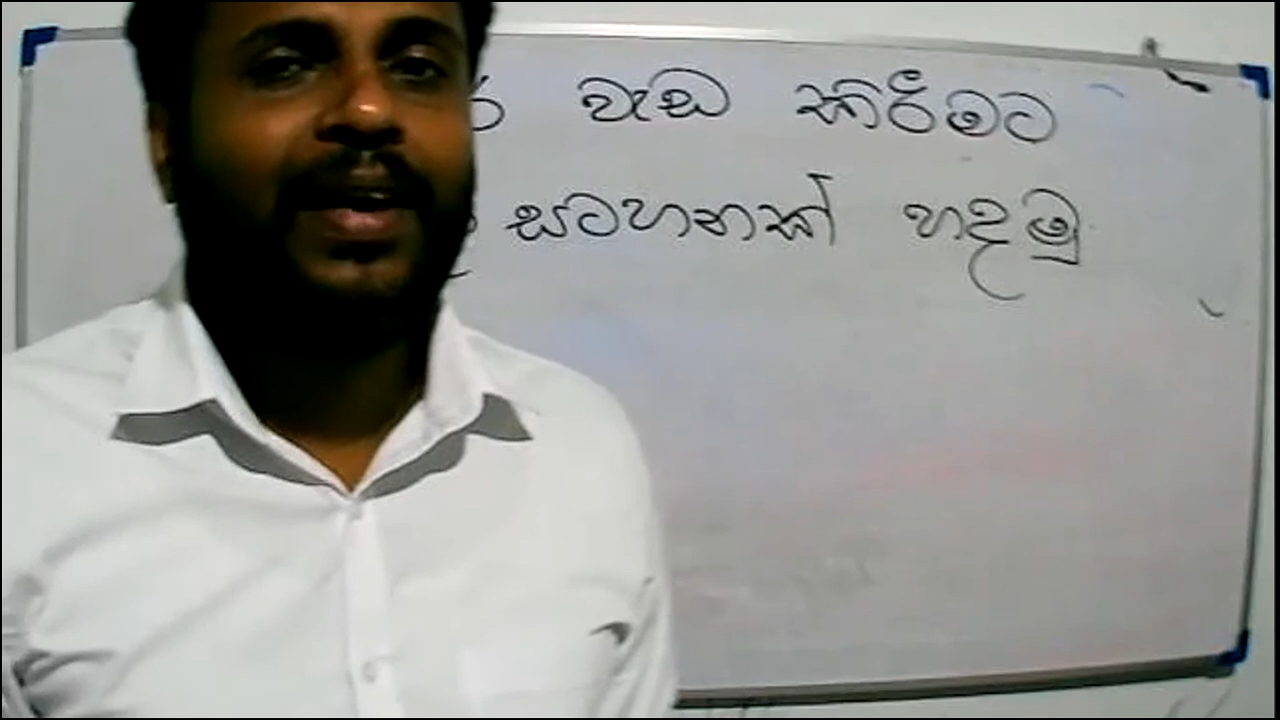 වැඩ කිරීමට
සටහනක් හදමු